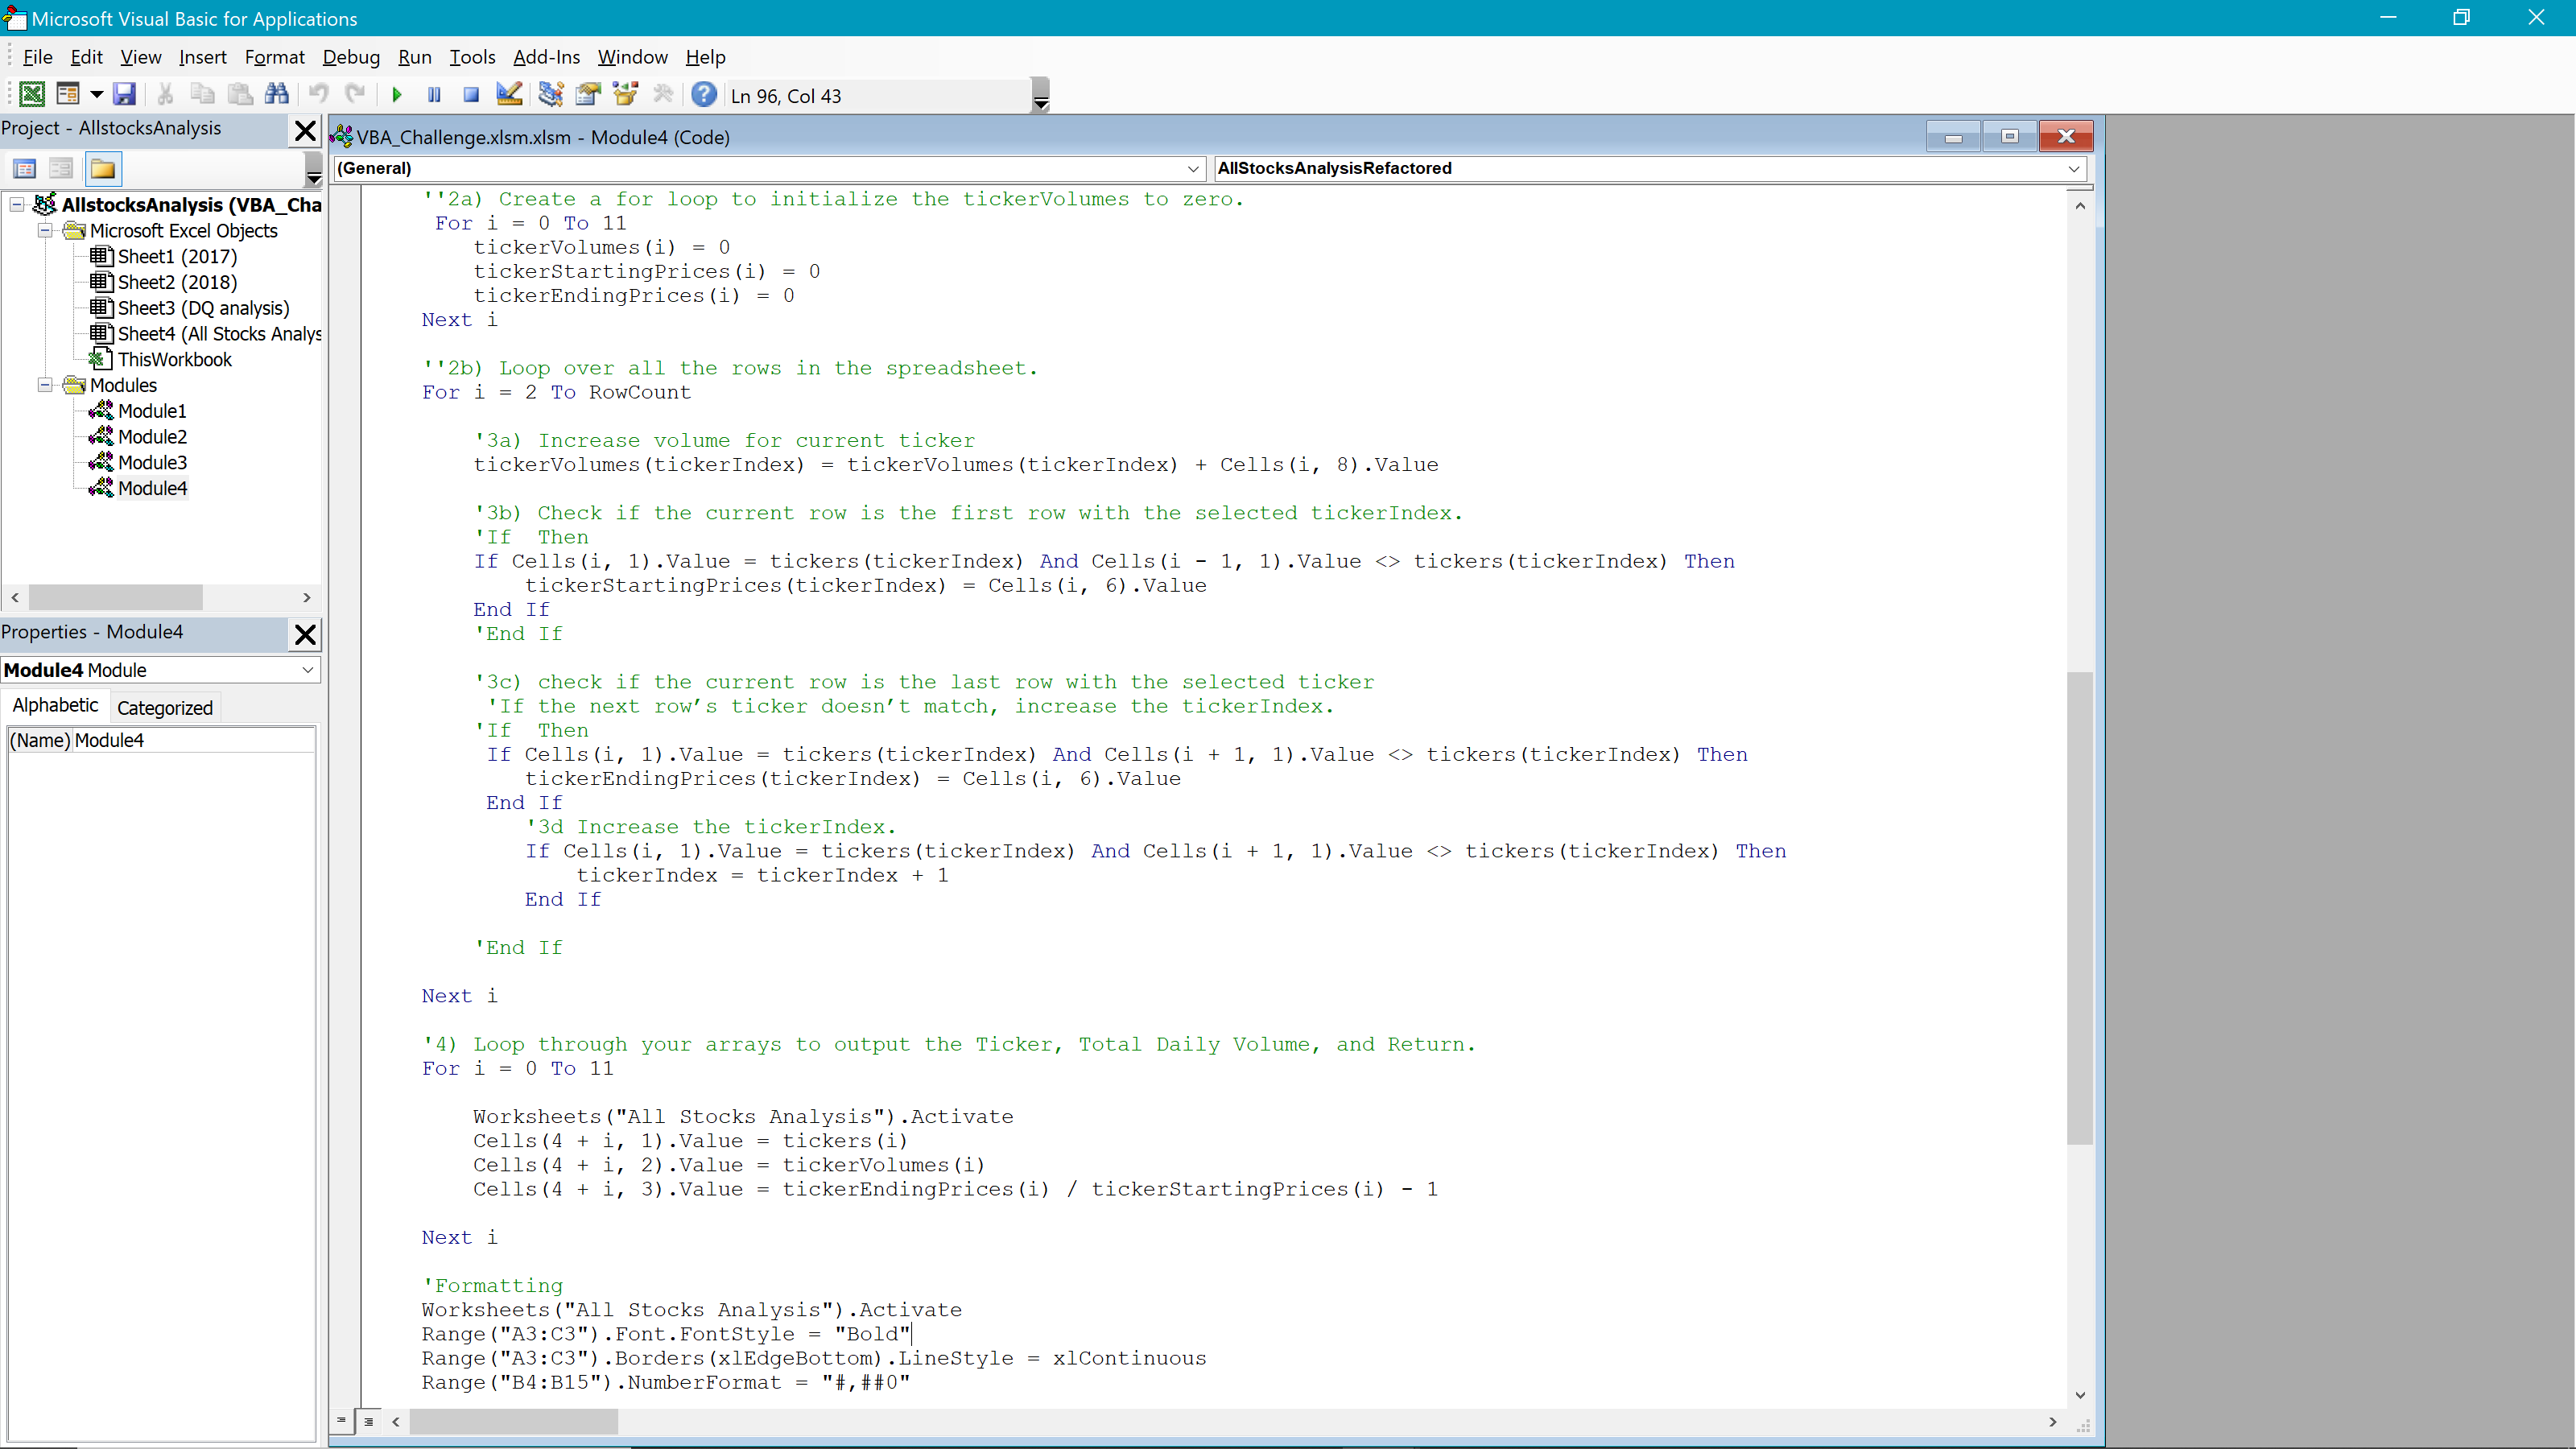 Microsoft Visual Basic for Applications
File Edit View Insert Format Debug Run Tools Add-Ins Window Help
Ln 96, Col 43
Project - AllstocksAnalysis
AllstocksAnalysis (VBA_Cha
Microsoft Excel Objects
Sheet1 (2017)
Sheet2 (2018)
Sheet3 (DQ analysis)
Sheet4 (All Stocks Analys
ThisWorkbook
Modules
Module1
Module2
Module3
Module4
Properties - Module4
Module4 Module
Alphabetic Categorized
(Name) Module4
VBA_Challenge.xlsm.xlsm - Module4 (Code)
(General) AllStocksAnalysisRefactored
''2a) Create a for loop to initialize the tickerVolumes to zero.
For i = 0 To 11
tickerVolumes(i) = 0
tickerStartingPrices(i) = 0
tickerEndingPrices(i) = 0
Next i
''2b) Loop over all the rows in the spreadsheet.
For i = 2 To RowCount
'3a) Increase volume for current ticker
tickerVolumes(tickerIndex) = tickerVolumes(tickerIndex) + Cells(i, 8).Value
'3b) Check if the current row is the first row with the selected tickerIndex.
'If  Then
If Cells(i, 1).Value = tickers(tickerIndex) And Cells(i - 1, 1).Value <> tickers(tickerIndex) Then
tickerStartingPrices(tickerIndex) = Cells(i, 6).Value
End If
'End If
'3c) check if the current row is the last row with the selected ticker
'If the next row’s ticker doesn’t match, increase the tickerIndex.
'If  Then
If Cells(i, 1).Value = tickers(tickerIndex) And Cells(i + 1, 1).Value <> tickers(tickerIndex) Then
tickerEndingPrices(tickerIndex) = Cells(i, 6).Value
End If
'3d Increase the tickerIndex.
If Cells(i, 1).Value = tickers(tickerIndex) And Cells(i + 1, 1).Value <> tickers(tickerIndex) Then
tickerIndex = tickerIndex + 1
End If
'End If
Next i
'4) Loop through your arrays to output the Ticker, Total Daily Volume, and Return.
For i = 0 To 11
Worksheets("All Stocks Analysis").Activate
Cells(4 + i, 1).Value = tickers(i)
Cells(4 + i, 2).Value = tickerVolumes(i)
Cells(4 + i, 3).Value = tickerEndingPrices(i) / tickerStartingPrices(i) - 1
Next i
'Formatting
Worksheets("All Stocks Analysis").Activate
Range("A3:C3").Font.FontStyle = "Bold"
Range("A3:C3").Borders(xlEdgeBottom).LineStyle = xlContinuous
Range("B4:B15").NumberFormat = "#,##0"